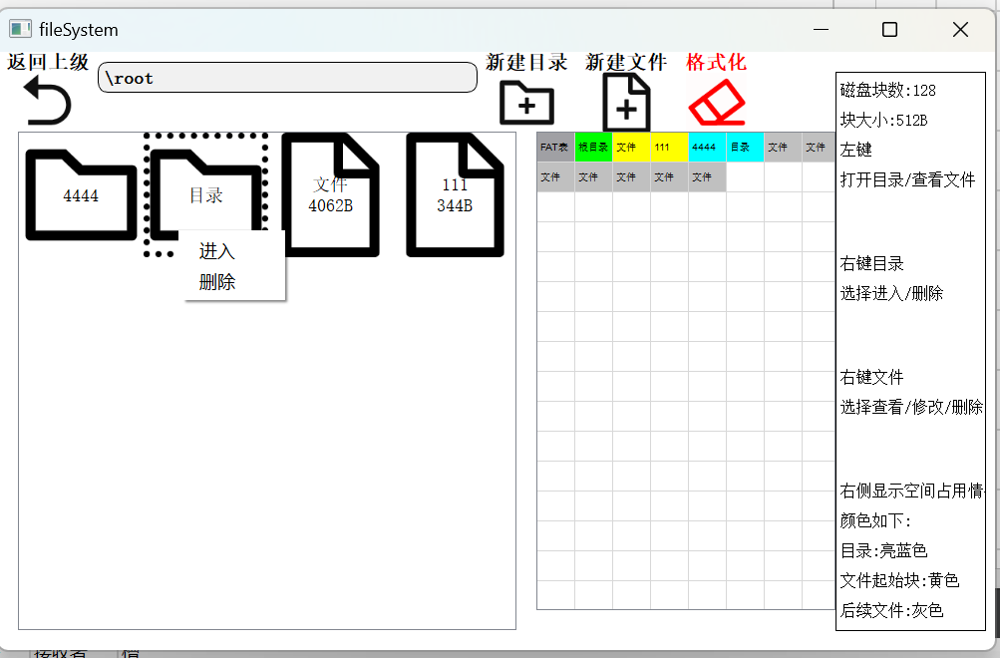 fileSystem
返回上级
\root
新建目录
新建文件
格式化
4444
目录
文件
4062B
111
344B
进入
删除
FAT表 根目录 文件 111 4444 目录 文件 文件
文件 文件 文件 文件 文件
磁盘块数:128
块大小:512B
左键
打开目录/查看文件
右键目录
选择进入/删除
右键文件
选择查看/修改/删除
右侧显示空间占用情
颜色如下:
目录:亮蓝色
文件起始块:黄色
后续文件:灰色